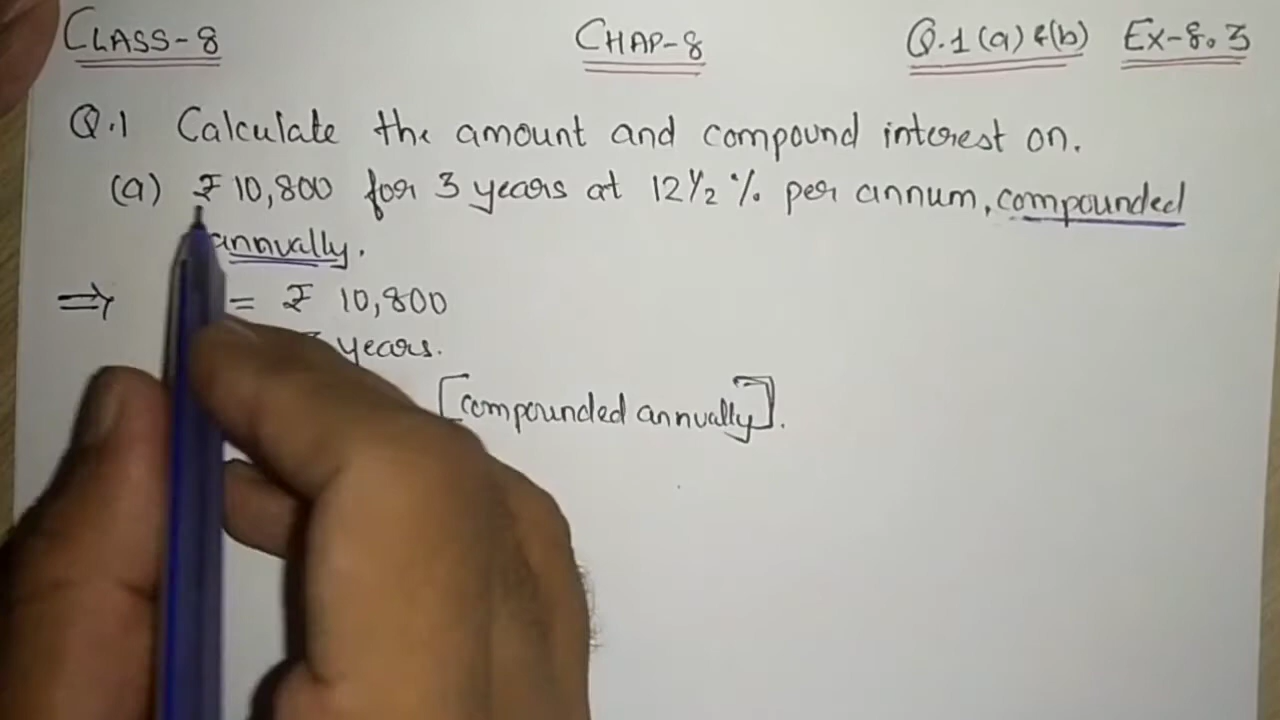 CLASS-8 CHAP-8 Q.1 (a) & (b) Ex-8.3
Q.1 Calculate the amount and compound interest on.
(a) ₹ 10,800 for 3 years at 12½ % per annum, compounded
annually.
⇒ = ₹ 10,800
years.
[compounded annually].